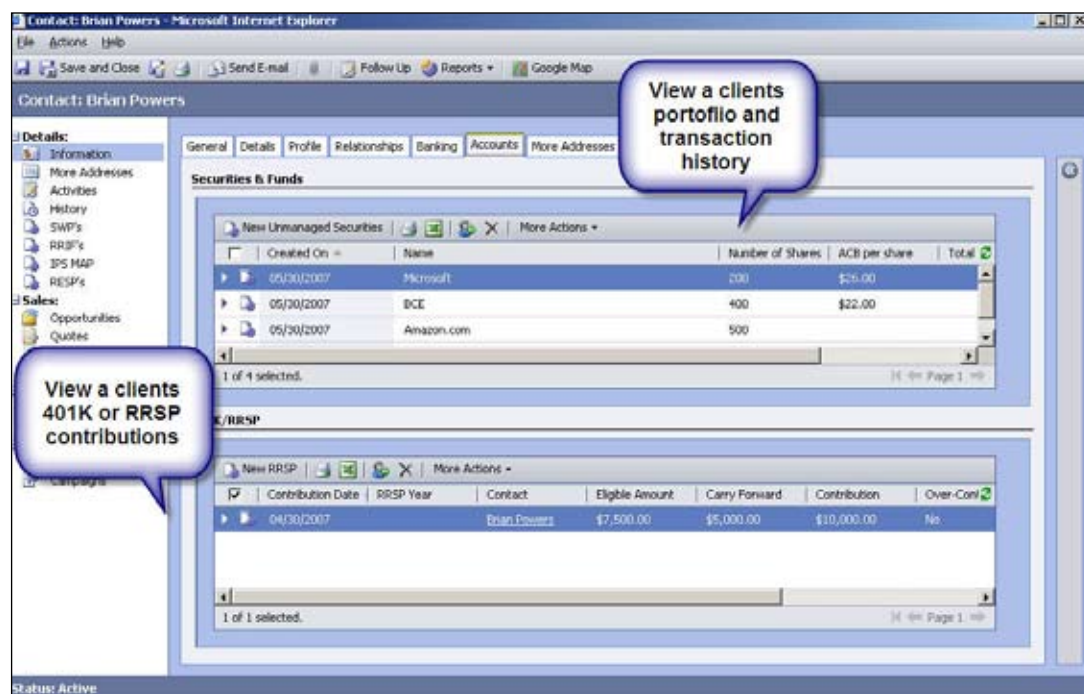 Contact: Brian Powers - Microsoft Internet Explorer
File Actions Help
Save and Close Send E-mail Follow Up Reports Google Map
Contact: Brian Powers
View a clients
portoflio and
transaction
history
Details:
Information
More Addresses
Activities
History
SWP's
RRIF's
IPS MAP
RESP's
Sales:
Opportunities
Quotes
Campaigns
General Details Profile Relationships Banking Accounts More Addresses
Securities & Funds
New Unmanaged Securities More Actions
Created On Name Number of Shares ACB per share Total
05/30/2007 Microsoft 200 $26.00
05/30/2007 BCE 400 $22.00
05/30/2007 Amazon.com 500
1 of 4 selected. Page 1
View a clients
401K or RRSP
contributions
K/RRSP
New RRSP More Actions
Contribution Date RRSP Year Contact Eligible Amount Carry Forward Contribution Over-Cont
04/30/2007 Brian Powers $7,500.00 $5,000.00 $10,000.00 No
1 of 1 selected. Page 1
Status: Active